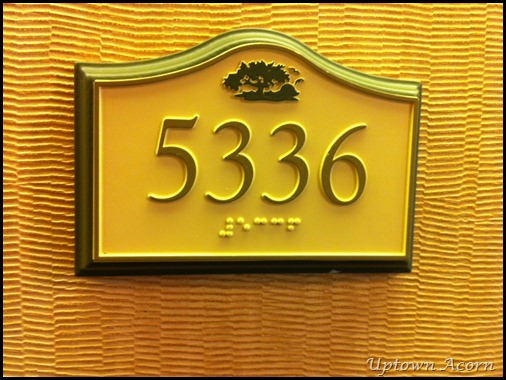 5336
⠼⠑⠉⠉⠋
Uptown Acorn